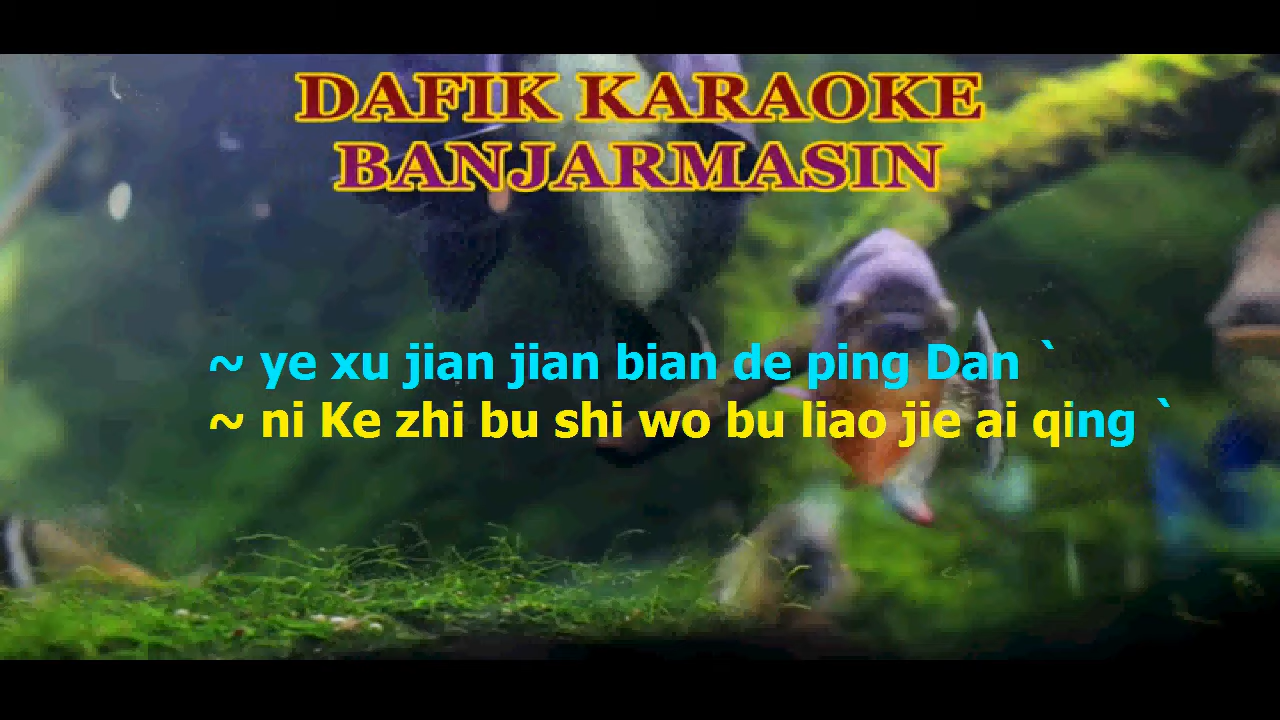 DAFIK KARAOKE
BANJARMASIN
~ ye xu jian jian bian de ping Dan `
~ ni Ke zhi bu shi wo bu liao jie ai qing `